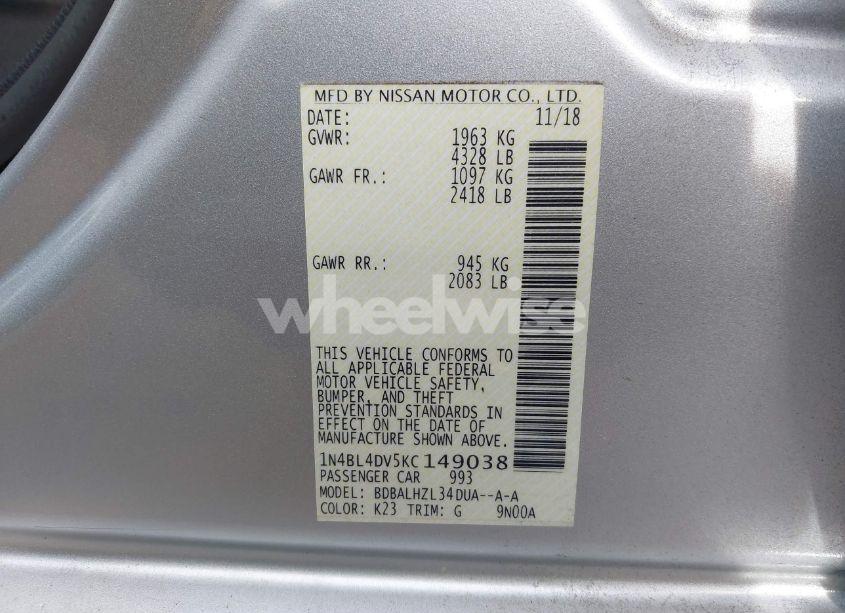 MFD BY NISSAN MOTOR CO., LTD.
DATE: 11/18
GVWR: 1963 KG
4328 LB
GAWR FR.: 1097 KG
2418 LB
GAWR RR.: 945 KG
2083 LB
wheelwise
THIS VEHICLE CONFORMS TO
ALL APPLICABLE FEDERAL
MOTOR VEHICLE SAFETY,
BUMPER, AND THEFT
PREVENTION STANDARDS IN
EFFECT ON THE DATE OF
MANUFACTURE SHOWN ABOVE.
1N4BL4DV5KC149038
PASSENGER CAR 993
MODEL: BDBALHZL34DUA--A-A
COLOR: K23 TRIM: G 9N00A